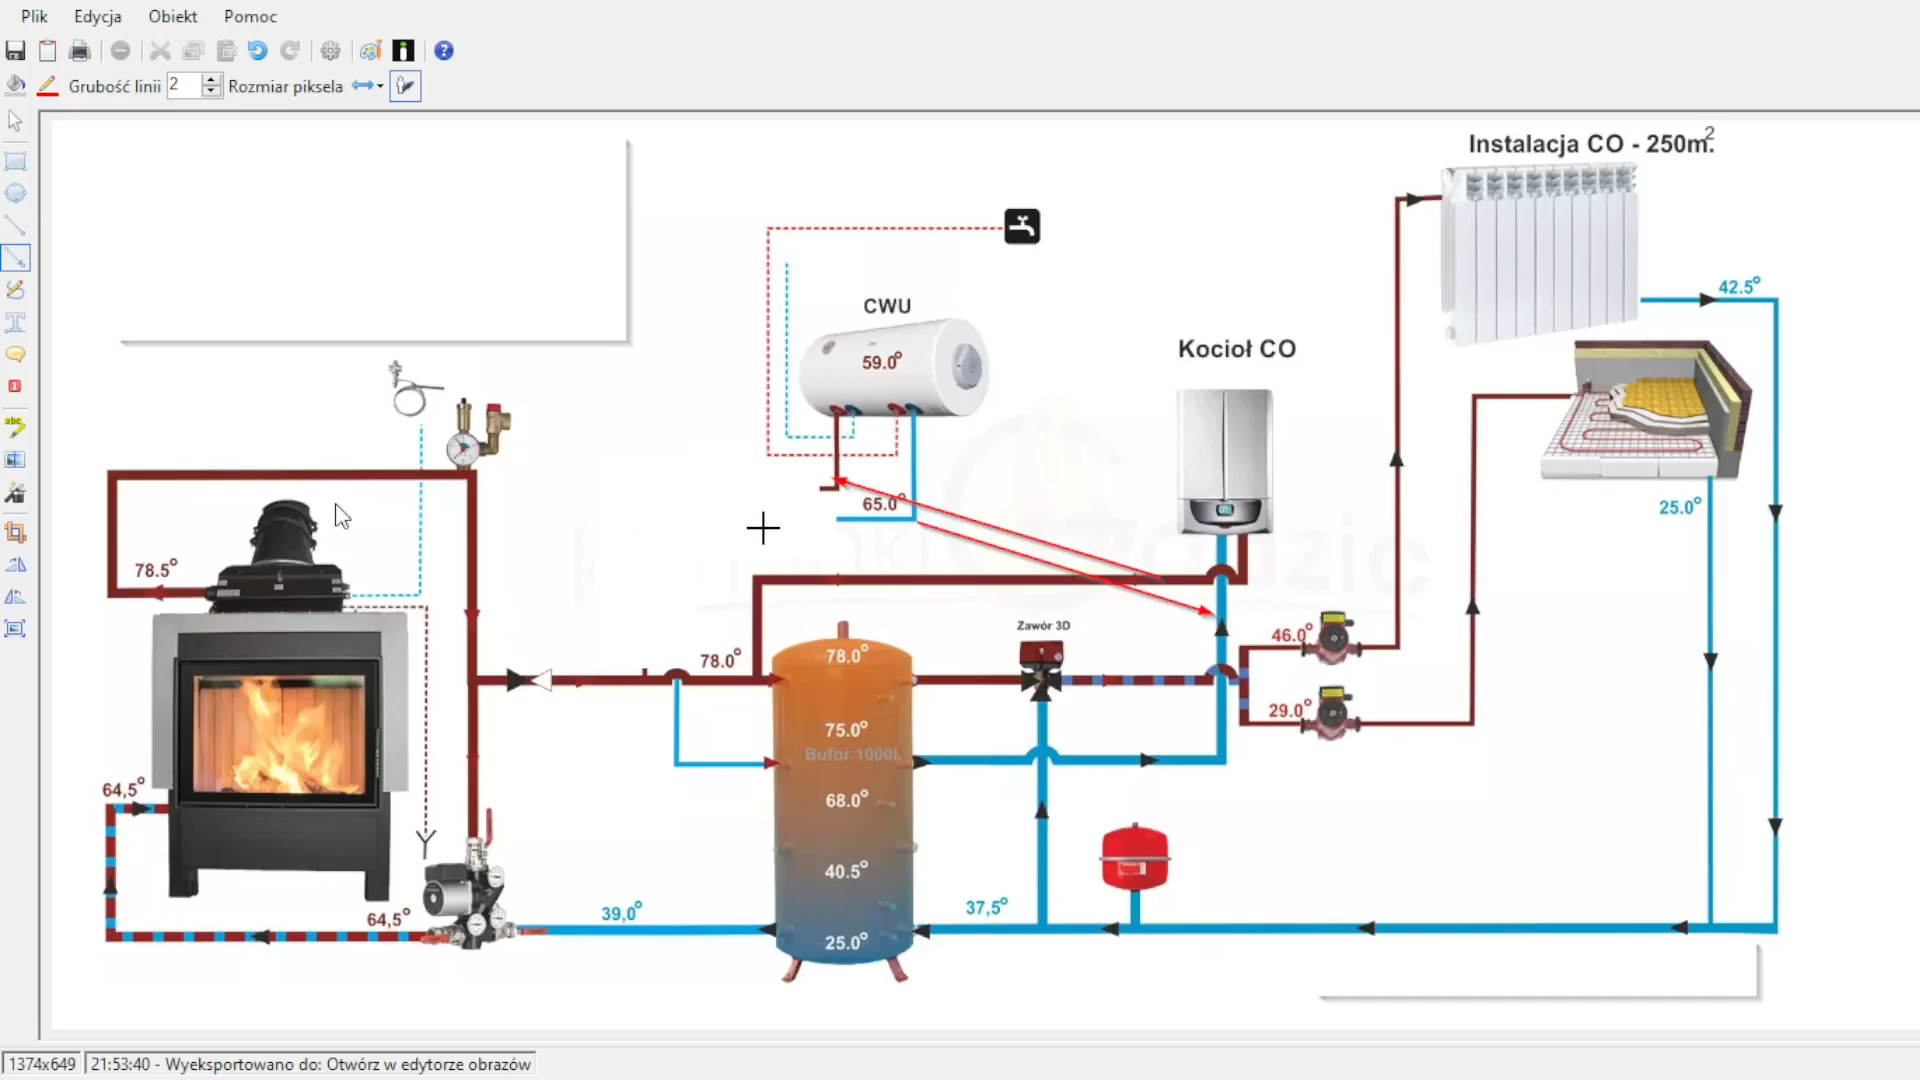 Plik Edycja Obiekt Pomoc
Grubość linii 2 Rozmiar piksela
abc
Instalacja CO - 250m.²
42.5°
CWU
59.0°
Kocioł CO
65.0°
25.0°
78.5°
Zawór 3D
46.0°
78.0°
78.0°
29.0°
75.0°
Bufor 1000l.
64,5°
68.0°
40.5°
64,5°
39,0°
37,5°
25.0°
1374x649 21:53:40 - Wyeksportowano do: Otwórz w edytorze obrazów